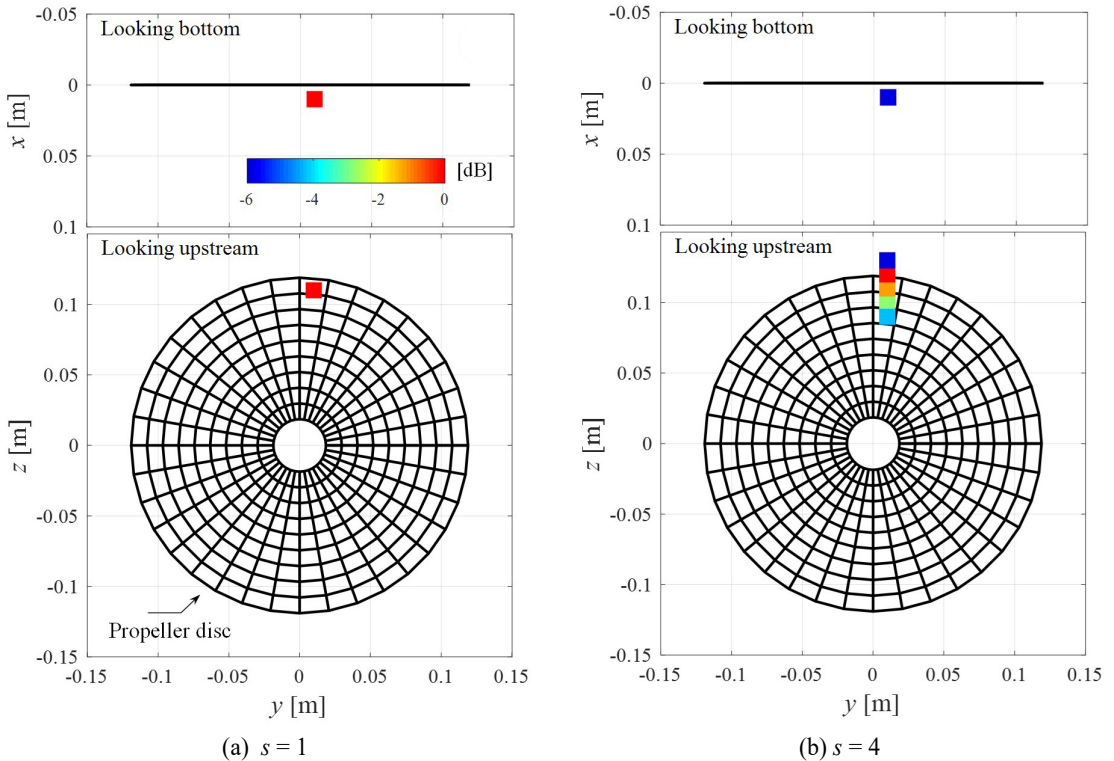 -0.05
Looking bottom
0
x [m]
0.05
[dB]
-6 -4 -2 0
0.1
Looking upstream
0.1
0.05
z [m]
0
-0.05
-0.1
Propeller disc
-0.15
-0.15 -0.1 -0.05 0 0.05 0.1 0.15
y [m]
(a) s = 1
-0.05
Looking bottom
0
x [m]
0.05
0.1
Looking upstream
0.1
0.05
z [m]
0
-0.05
-0.1
-0.15
-0.15 -0.1 -0.05 0 0.05 0.1 0.15
y [m]
(b) s = 4